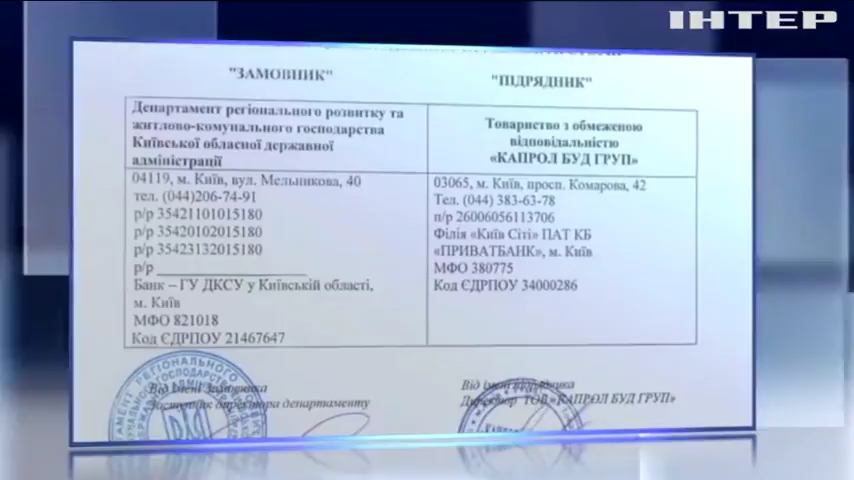 ІНТЕР
"ЗАМОВНИК"
"ПІДРЯДНИК"
Департамент регіонального розвитку та
житлово-комунального господарства
Київської обласної державної
адміністрації
Товариство з обмеженою
відповідальністю
«КАПРОЛ БУД ГРУП»
04119, м. Київ, вул. Мельникова, 40
тел. (044)206-74-91
р/р 35421101015180
р/р 35420102015180
р/р 35423132015180
р/р
Банк – ГУ ДКСУ у Київській області,
м. Київ
МФО 821018
Код ЄДРПОУ 21467647
03065, м. Київ, просп. Комарова, 42
Тел. (044) 383-63-78
п/р 26006056113706
Філія «Київ Сіті» ПАТ КБ
«ПРИВАТБАНК», м. Київ
МФО 380775
Код ЄДРПОУ 34000286
Від імені Замовника
Заступник директора департаменту
Від імені підрядника
Директор ТОВ «КАПРОЛ БУД ГРУП»